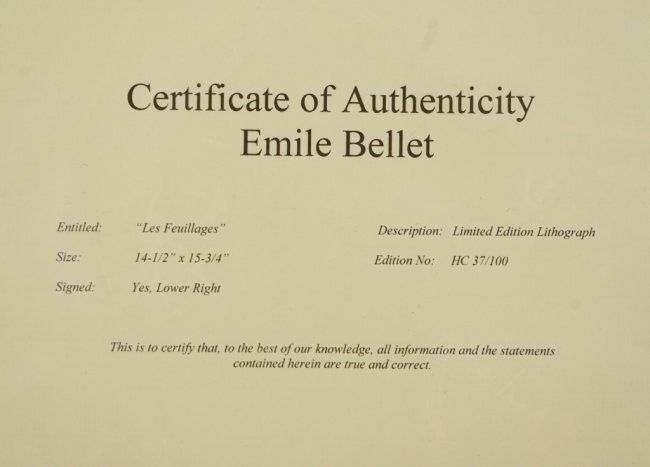 Certificate of Authenticity
Emile Bellet
Entitled: "Les Feuillages"
Description: Limited Edition Lithograph
Size: 14-1/2" x 15-3/4"
Edition No: HC 37/100
Signed: Yes, Lower Right
This is to certify that, to the best of our knowledge, all information and the statements
contained herein are true and correct.